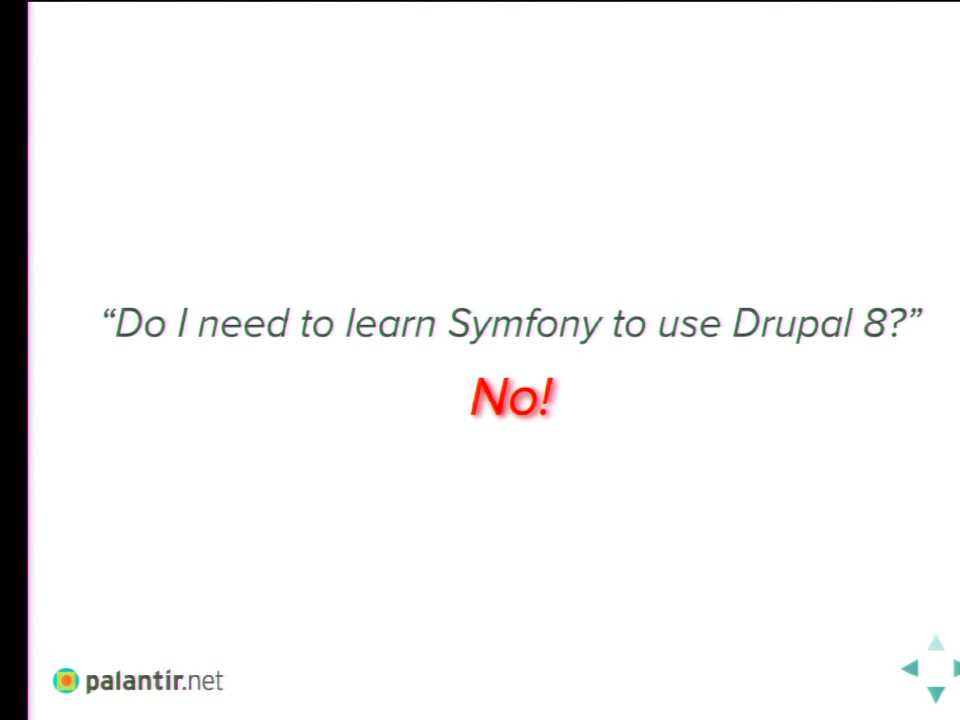 “Do I need to learn Symfony to use Drupal 8?”
No!
palantir.net